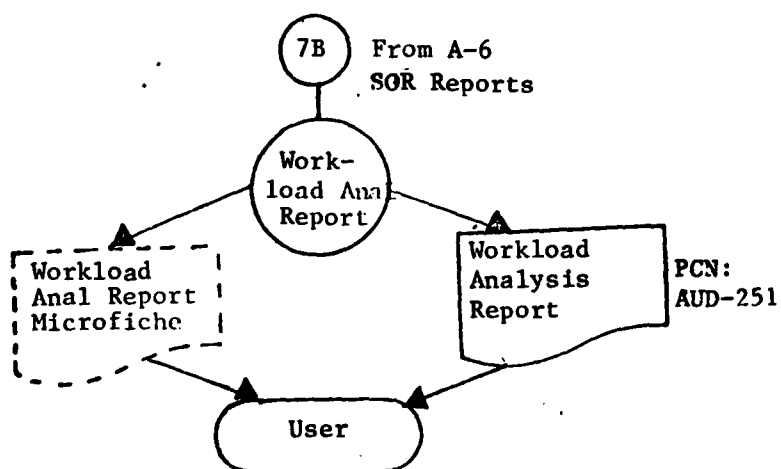 7B
From A-6
SOR Reports
Work-
load Anal
Report
Workload
Anal Report
Microfiche
Workload
Analysis
Report
PCN:
AUD-251
User